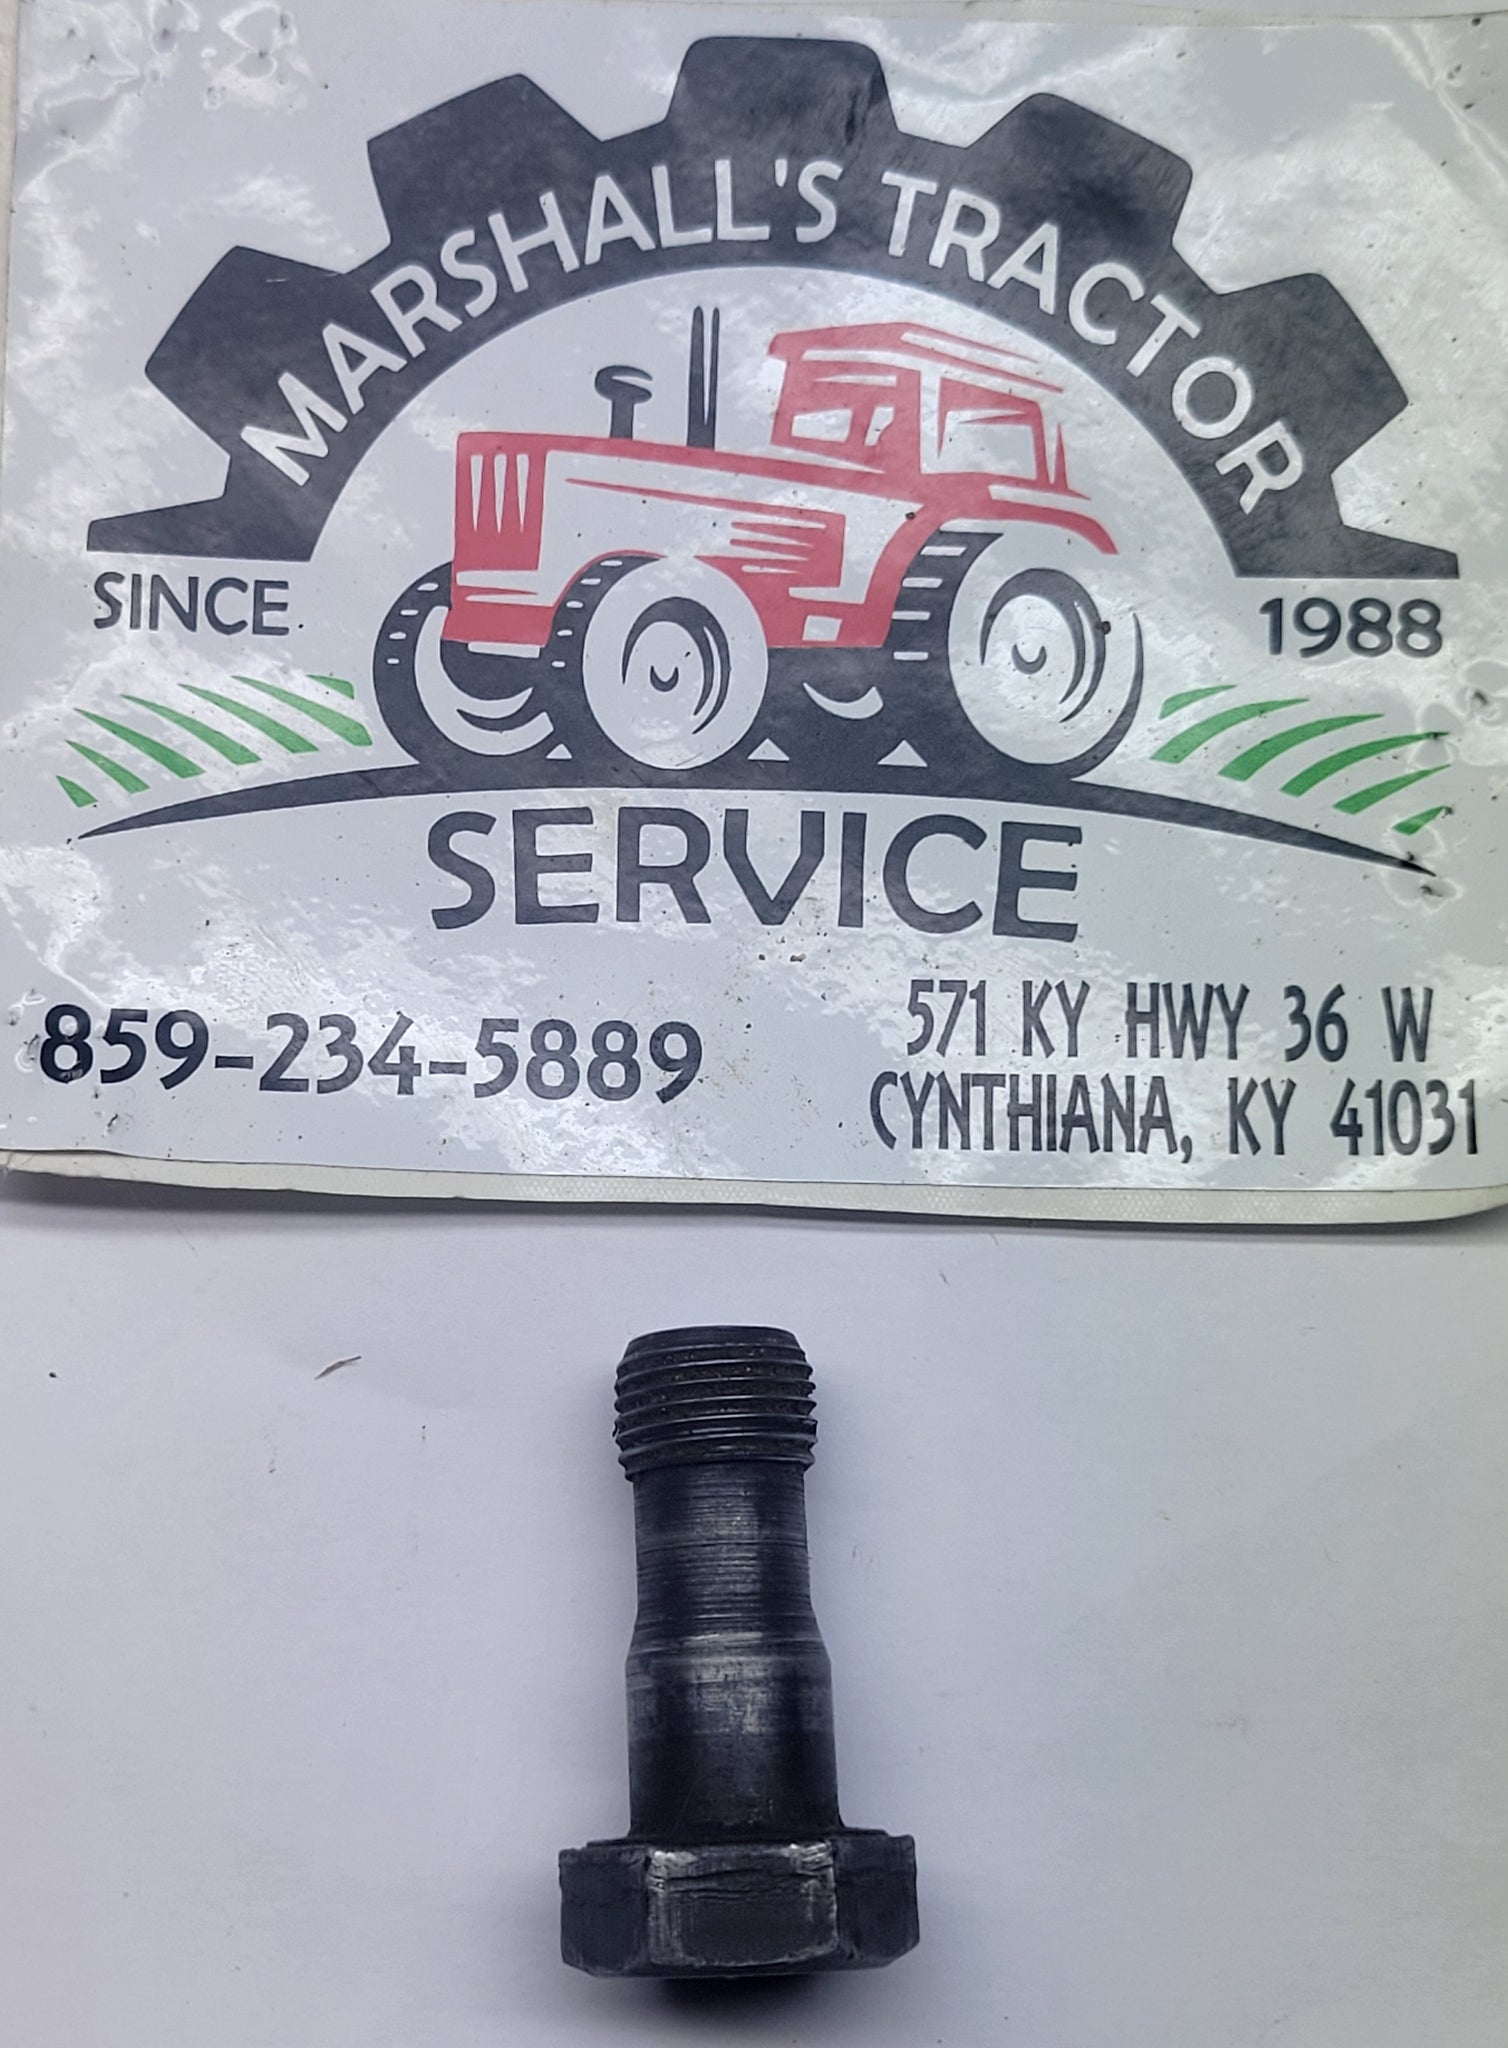 MARSHALL'S TRACTOR
SINCE 1988
SERVICE
859-234-5889
571 KY HWY 36 W
CYNTHIANA, KY 41031